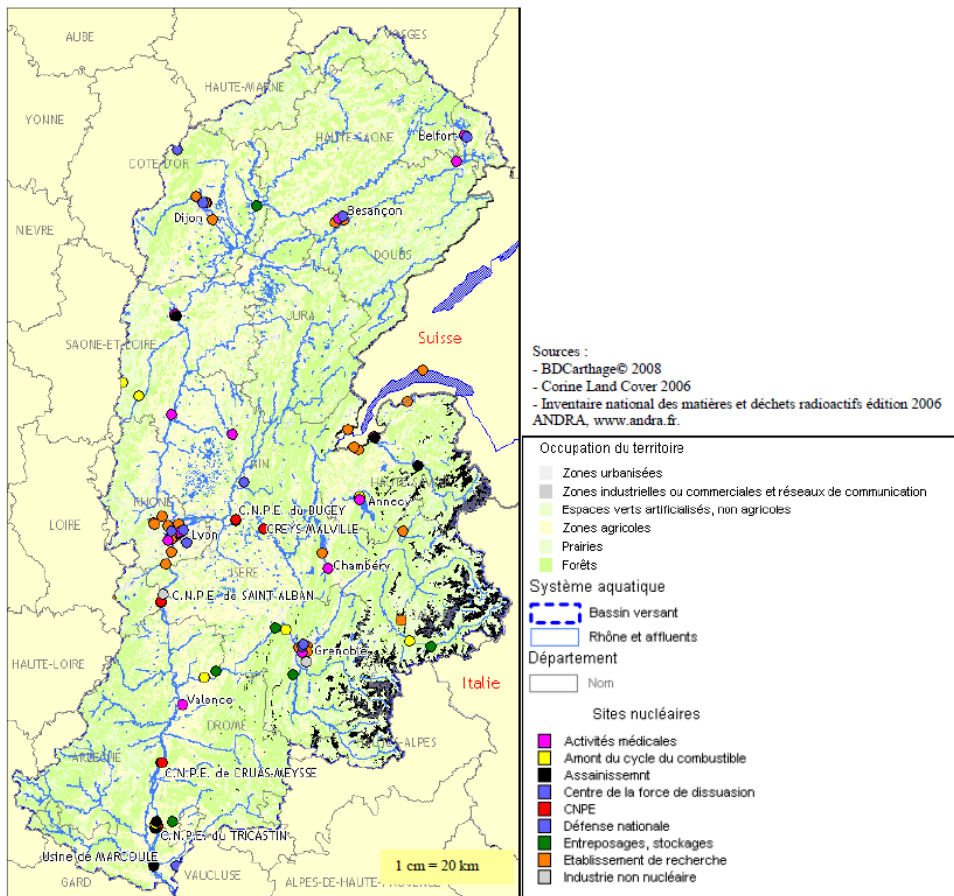 AUBE
VOSGES
HAUTE-MARNE
YONNE
HAUTE-SAONE
Belfort
COTE-D'OR
Dijon
Besançon
NIEVRE
DOUBS
JURA
Suisse
SAONE-ET-LOIRE
AIN
RHONE
Annecy
C.N.P.E. du BUGEY
CREYS-MALVILLE
Lyon
LOIRE
Chambéry
ISERE
C.N.P.E. de SAINT-ALBAN
HAUTE-LOIRE
Grenoble
Italie
Valence
DROME
ARDECHE
C.N.P.E. de CRUAS-MEYSSE
C.N.P.E. du TRICASTIN
Usine de MARCOULE
GARD
VAUCLUSE
ALPES-DE-HAUTE-PROVENCE
1 cm = 20 km
Sources :
- BDCarthage© 2008
- Corine Land Cover 2006
- Inventaire national des matières et déchets radioactifs édition 2006
ANDRA, www.andra.fr.
Occupation du territoire
Zones urbanisées
Zones industrielles ou commerciales et réseaux de communication
Espaces verts artificialisés, non agricoles
Zones agricoles
Prairies
Forêts
Système aquatique
Bassin versant
Rhône et affluents
Département
Nom
Sites nucléaires
Activités médicales
Amont du cycle du combustible
Assainissemnt
Centre de la force de dissuasion
CNPE
Défense nationale
Entreposages, stockages
Etablissement de recherche
Industrie non nucléaire